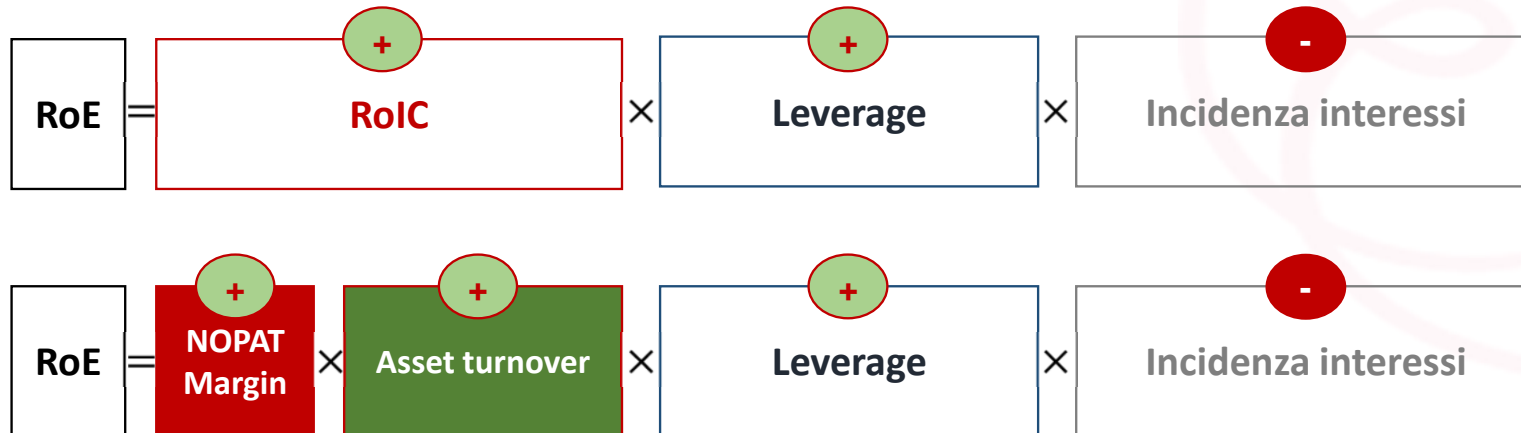 + + -
RoE = RoIC × Leverage × Incidenza interessi
+ + + -
RoE = NOPAT Margin × Asset turnover × Leverage × Incidenza interessi